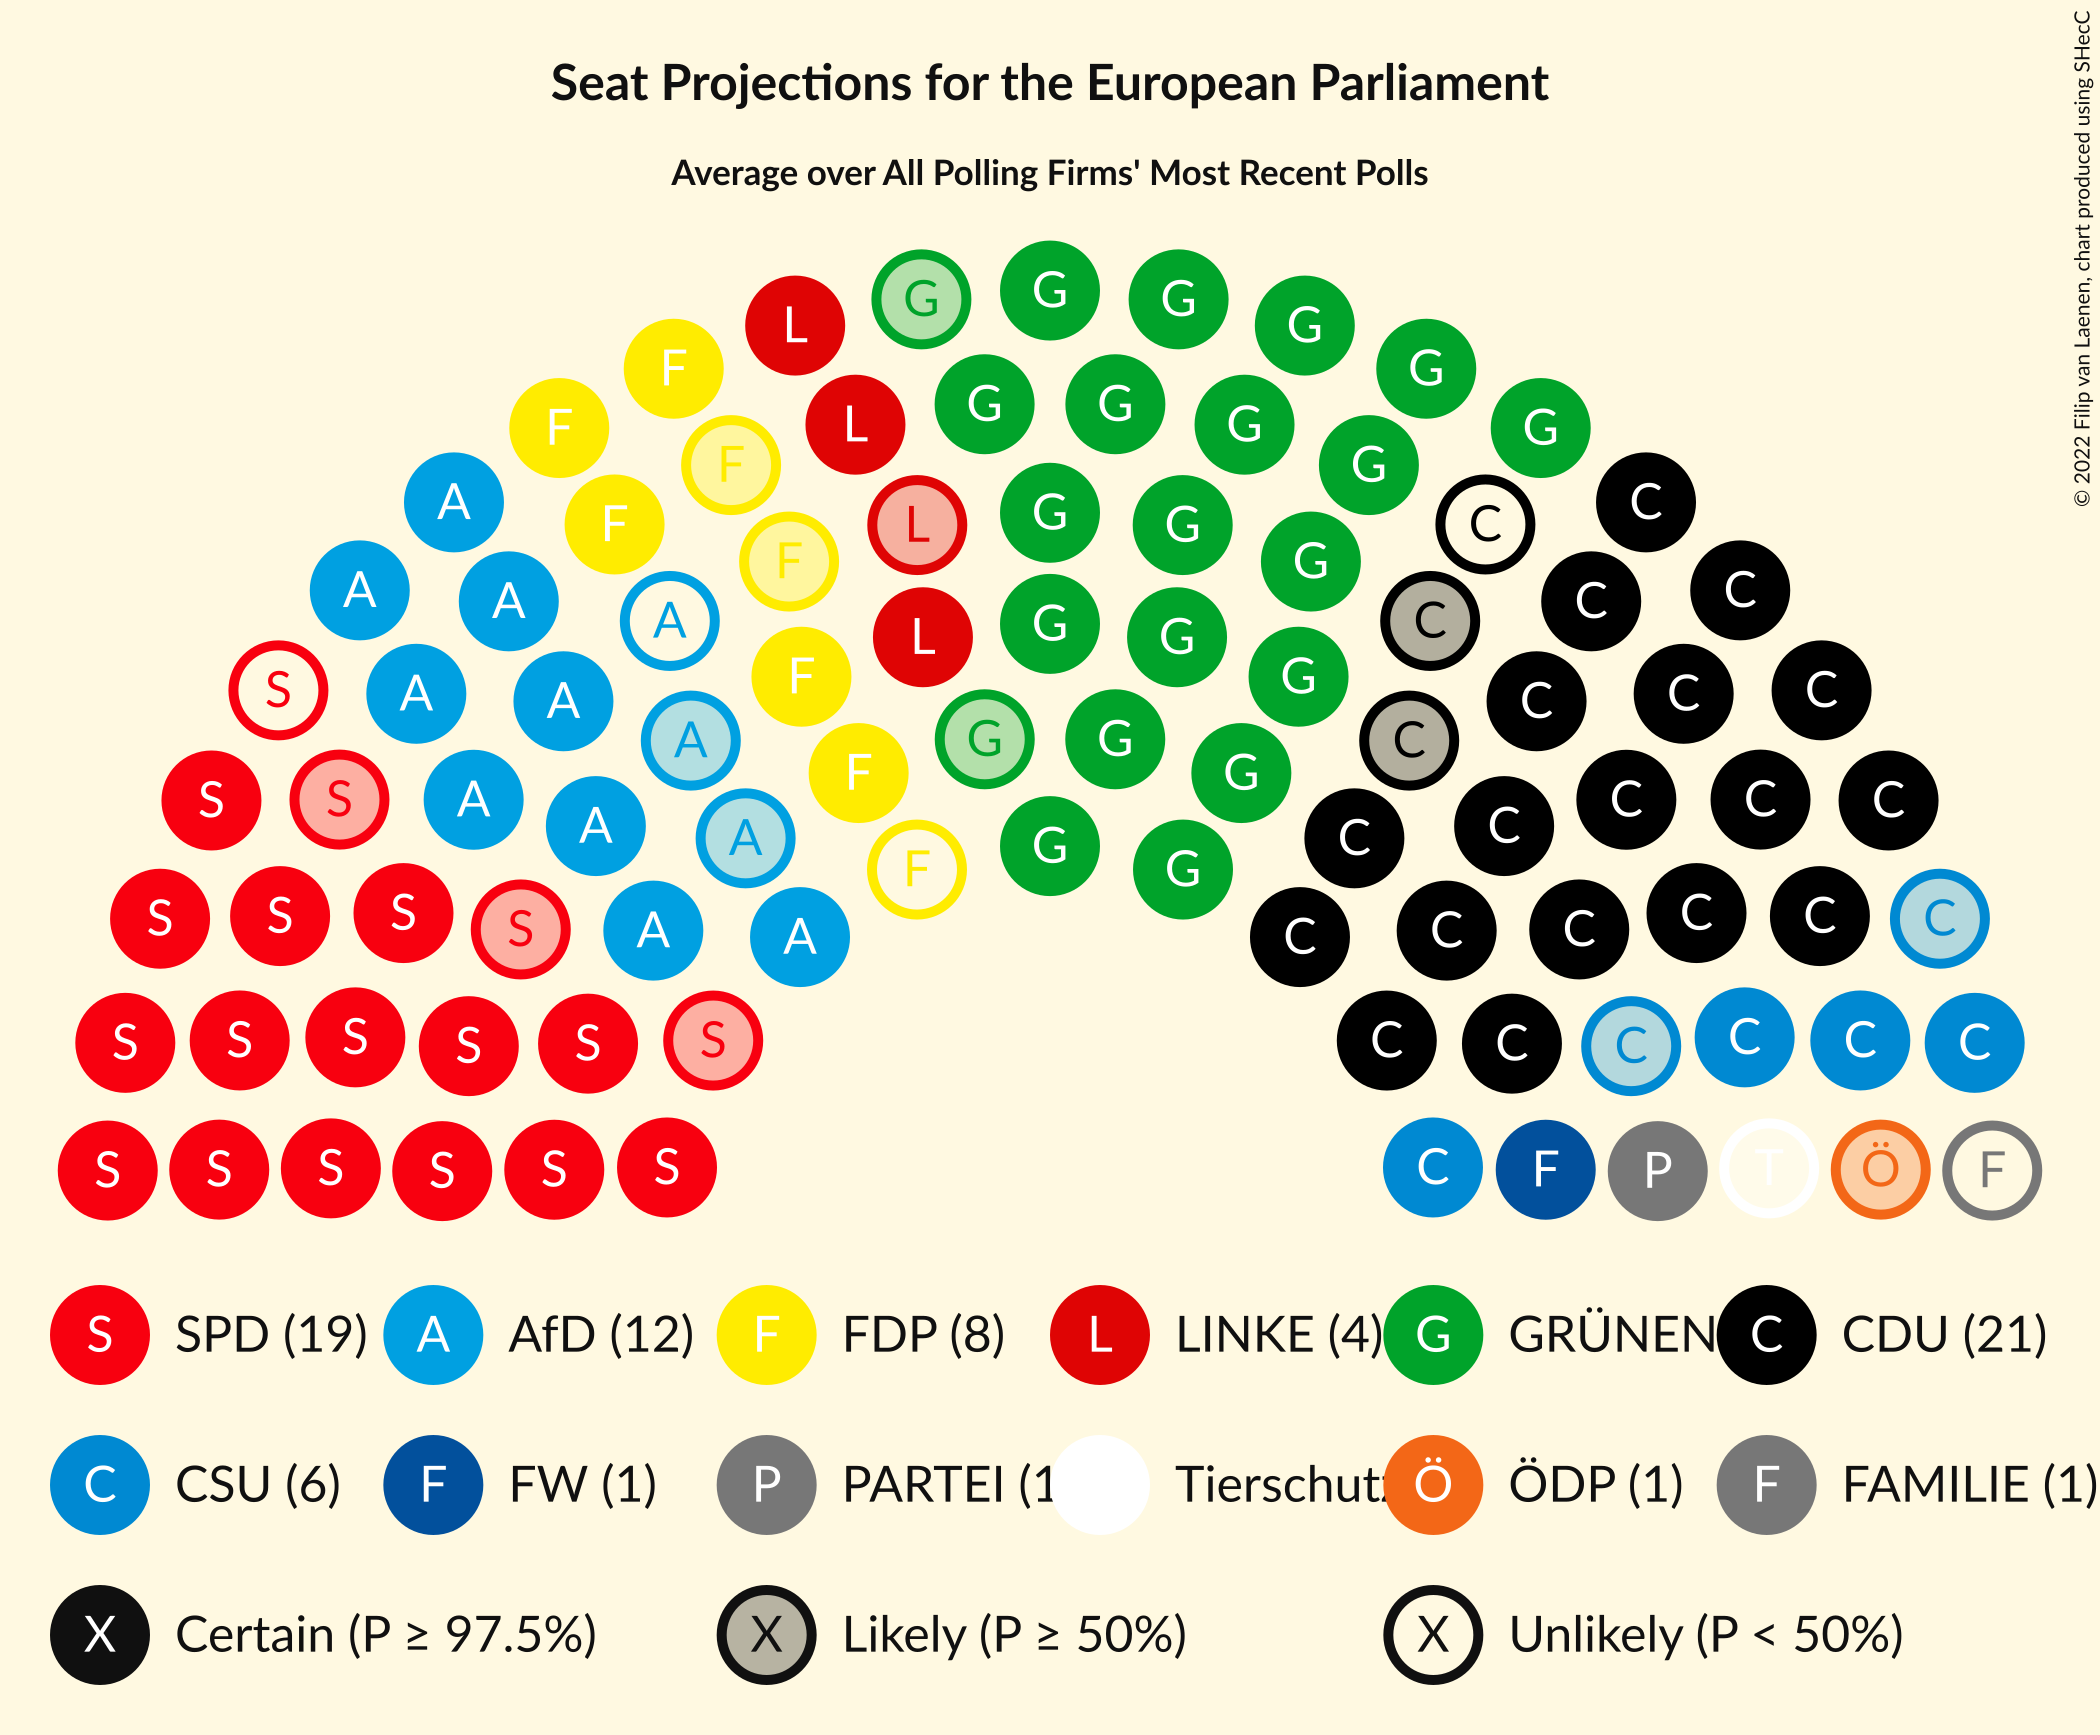 Seat Projections for the European Parliament
Average over All Polling Firms' Most Recent Polls
© 2022 Filip van Laenen, chart produced using SHecC
G G G G
L G
F G G G G
F L G C
F G C
A F L G G C
F F G C
A A A G G C C
L G
S A A A F G C C C C
A G G G C
S S A A F G C C C C C
A A C C
F G G
S S S S A A C C C C C C
S S S S S S C C C C C C
S S S S S S C F P T Ö F
S SPD (19) A AfD (12) F FDP (8) L LINKE (4) G GRÜNEN C CDU (21)
C CSU (6) F FW (1) P PARTEI (1 Tierschutz Ö ÖDP (1) F FAMILIE (1)
X Certain (P ≥ 97.5%) X Likely (P ≥ 50%) X Unlikely (P < 50%)